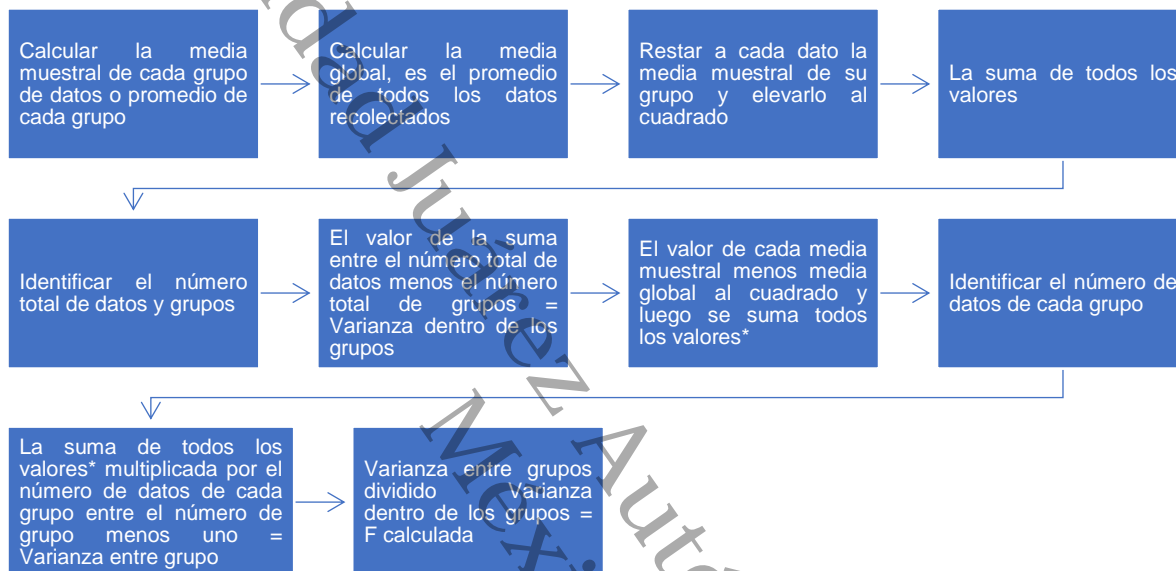 Calcular la media
muestral de cada grupo
de datos o promedio de
cada grupo
Calcular la media
global, es el promedio
de todos los datos
recolectados
Restar a cada dato la
media muestral de su
grupo y elevarlo al
cuadrado
La suma de todos los
valores
Identificar el número
total de datos y grupos
El valor de la suma
entre el número total de
datos menos el número
total de grupos =
Varianza dentro de los
grupos
El valor de cada media
muestral menos media
global al cuadrado y
luego se suma todos
los valores*
Identificar el número de
datos de cada grupo
La suma de todos los
valores* multiplicada por el
número de datos de cada
grupo entre el número de
grupo menos uno =
Varianza entre grupo
Varianza entre grupos
dividido Varianza
dentro de los grupos =
F calculada
Juárez